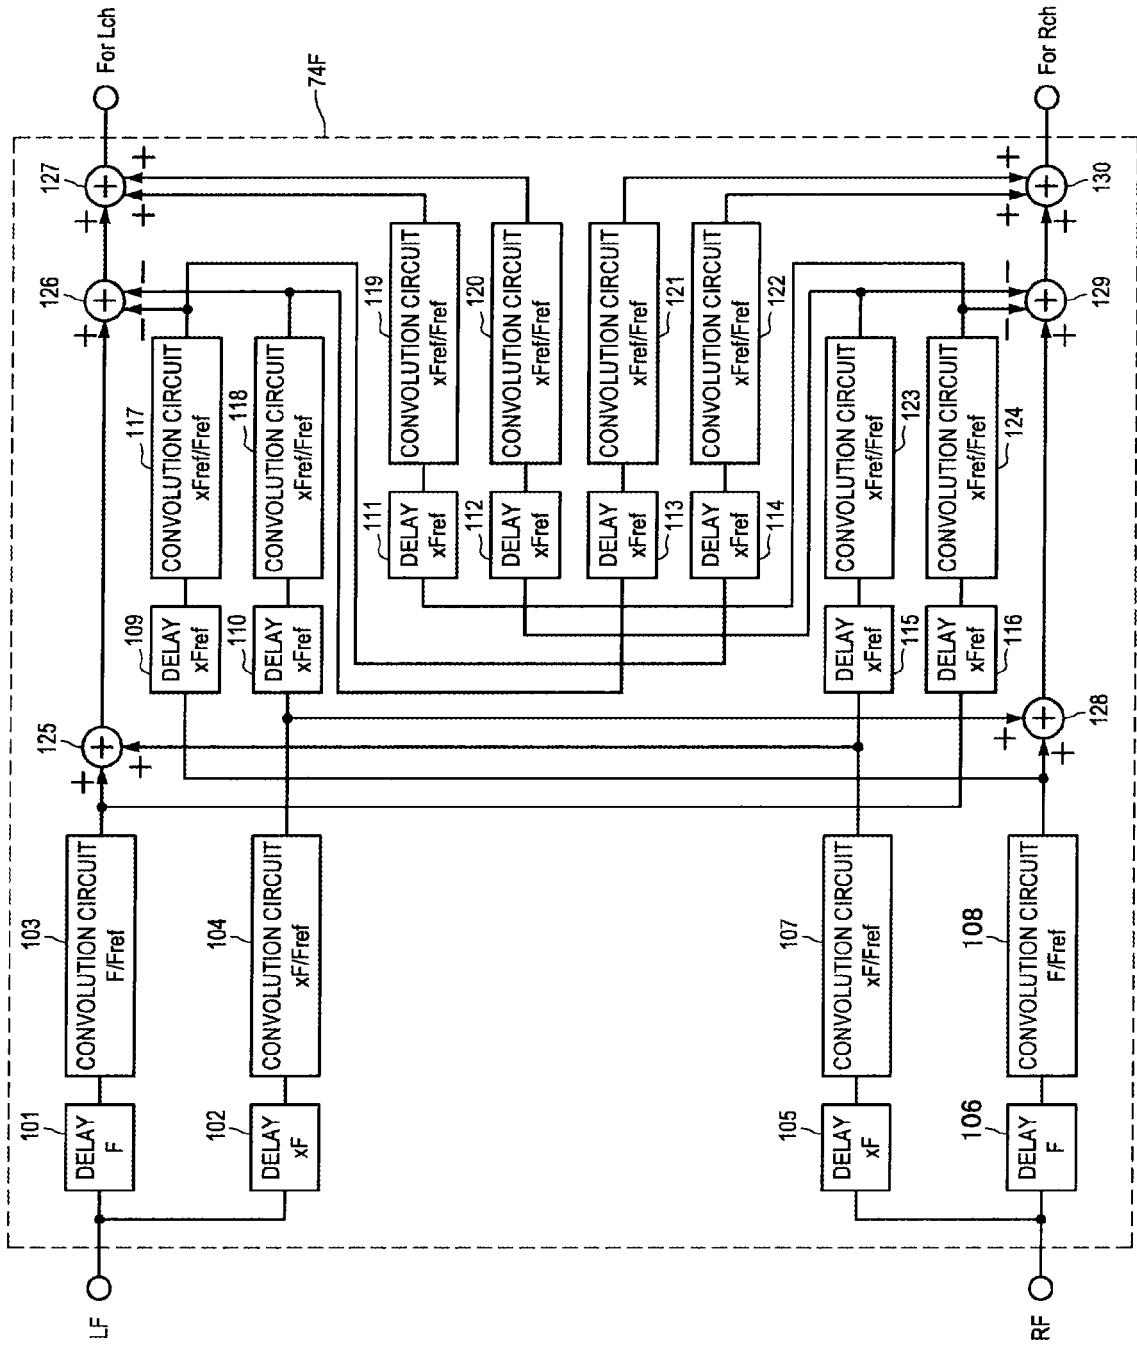 LF
RF
74F
101
DELAY
F
103
CONVOLUTION CIRCUIT
F/Fref
102
DELAY
xF
104
CONVOLUTION CIRCUIT
xF/Fref
105
DELAY
xF
107
CONVOLUTION CIRCUIT
xF/Fref
106
DELAY
F
108
CONVOLUTION CIRCUIT
F/Fref
125
+
+
+
128
+
+
+
109
DELAY
xFref
117
CONVOLUTION CIRCUIT
xFref/Fref
110
DELAY
xFref
118
CONVOLUTION CIRCUIT
xFref/Fref
111
DELAY
xFref
119
CONVOLUTION CIRCUIT
xFref/Fref
112
DELAY
xFref
120
CONVOLUTION CIRCUIT
xFref/Fref
113
DELAY
xFref
121
CONVOLUTION CIRCUIT
xFref/Fref
114
DELAY
xFref
122
CONVOLUTION CIRCUIT
xFref/Fref
115
DELAY
xFref
123
CONVOLUTION CIRCUIT
xFref/Fref
116
DELAY
xFref
124
CONVOLUTION CIRCUIT
xFref/Fref
126
+
+
−
−
127
+
+
+
+
129
+
+
−
−
130
+
+
+
+
For Lch
For Rch